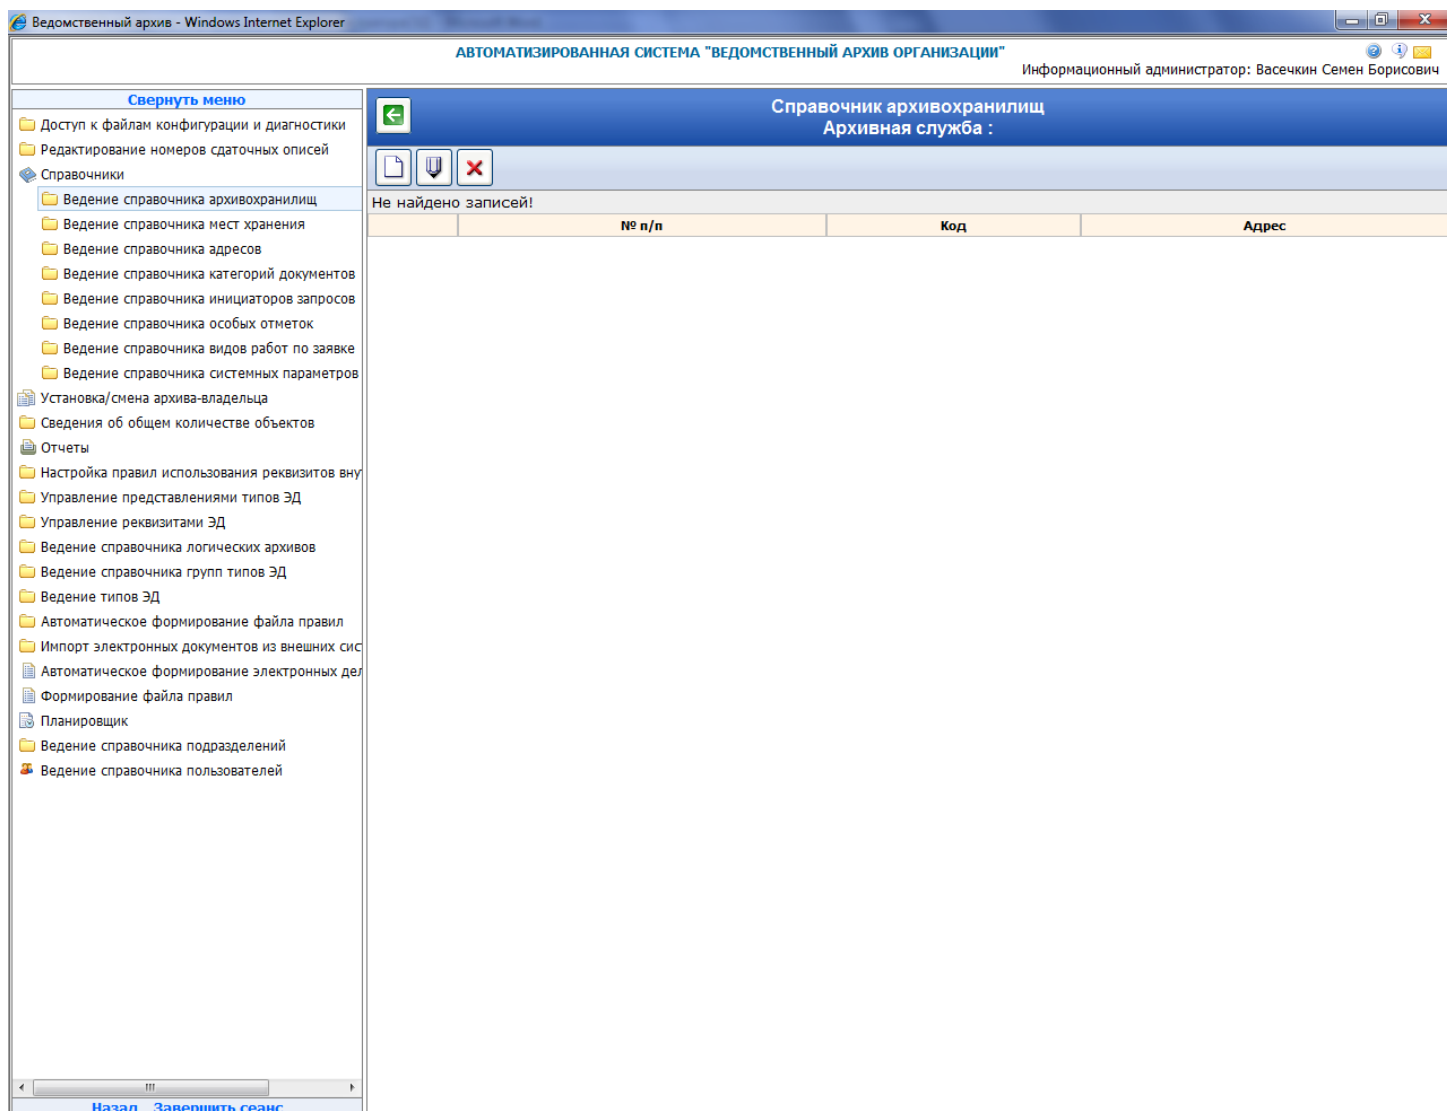 Ведомственный архив - Windows Internet Explorer
АВТОМАТИЗИРОВАННАЯ СИСТЕМА "ВЕДОМСТВЕННЫЙ АРХИВ ОРГАНИЗАЦИИ"
Информационный администратор: Васечкин Семен Борисович
Свернуть меню
Доступ к файлам конфигурации и диагностики
Редактирование номеров сдаточных описей
Справочники
Ведение справочника архивохранилищ
Ведение справочника мест хранения
Ведение справочника адресов
Ведение справочника категорий документов
Ведение справочника инициаторов запросов
Ведение справочника особых отметок
Ведение справочника видов работ по заявке
Ведение справочника системных параметров
Установка/смена архива-владельца
Сведения об общем количестве объектов
Отчеты
Настройка правил использования реквизитов вну
Управление представлениями типов ЭД
Управление реквизитами ЭД
Ведение справочника логических архивов
Ведение справочника групп типов ЭД
Ведение типов ЭД
Автоматическое формирование файла правил
Импорт электронных документов из внешних сис
Автоматическое формирование электронных дел
Формирование файла правил
Планировщик
Ведение справочника подразделений
Ведение справочника пользователей
Назад Завершить сеанс
Справочник архивохранилищ
Архивная служба :
Не найдено записей!
№ п/п Код Адрес